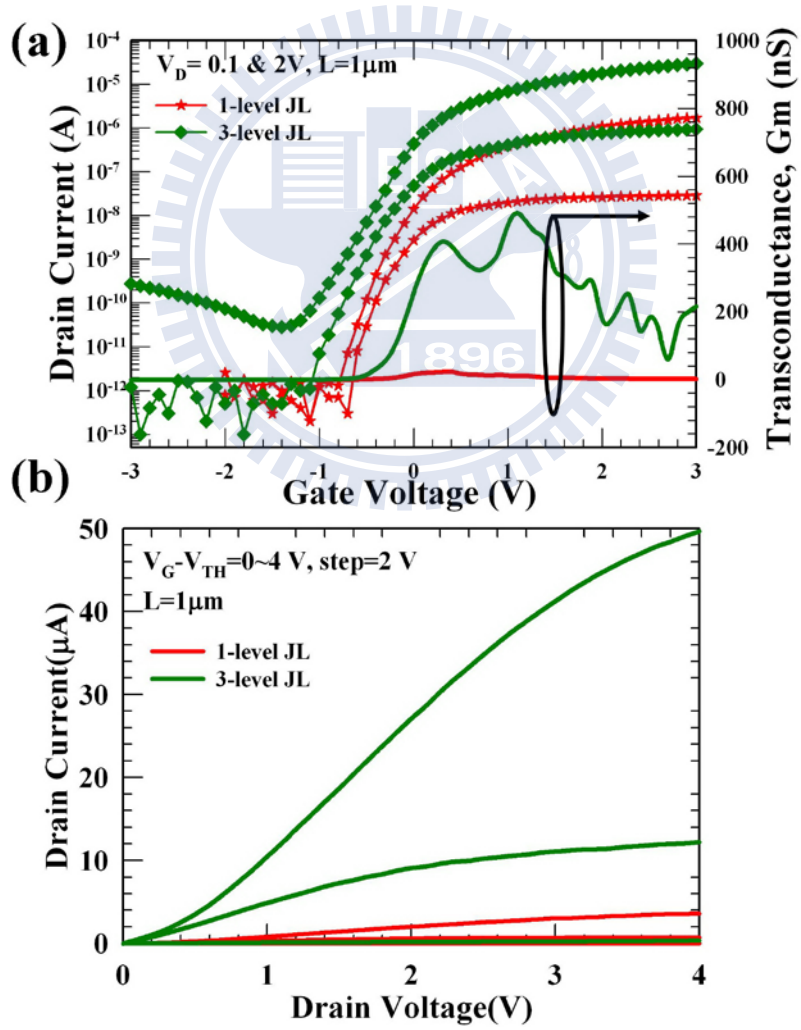 (a)
V_D= 0.1 & 2V, L=1μm
1-level JL
3-level JL
10^-4
10^-5
10^-6
10^-7
10^-8
10^-9
10^-10
10^-11
10^-12
10^-13
Drain Current (A)
1000
800
600
400
200
0
-200
Transconductance, Gm (nS)
1896
-3
-2
-1
0
1
2
3
Gate Voltage (V)
(b)
V_G-V_TH=0~4 V, step=2 V
L=1μm
1-level JL
3-level JL
50
40
30
20
10
0
Drain Current(μA)
0
1
2
3
4
Drain Voltage(V)